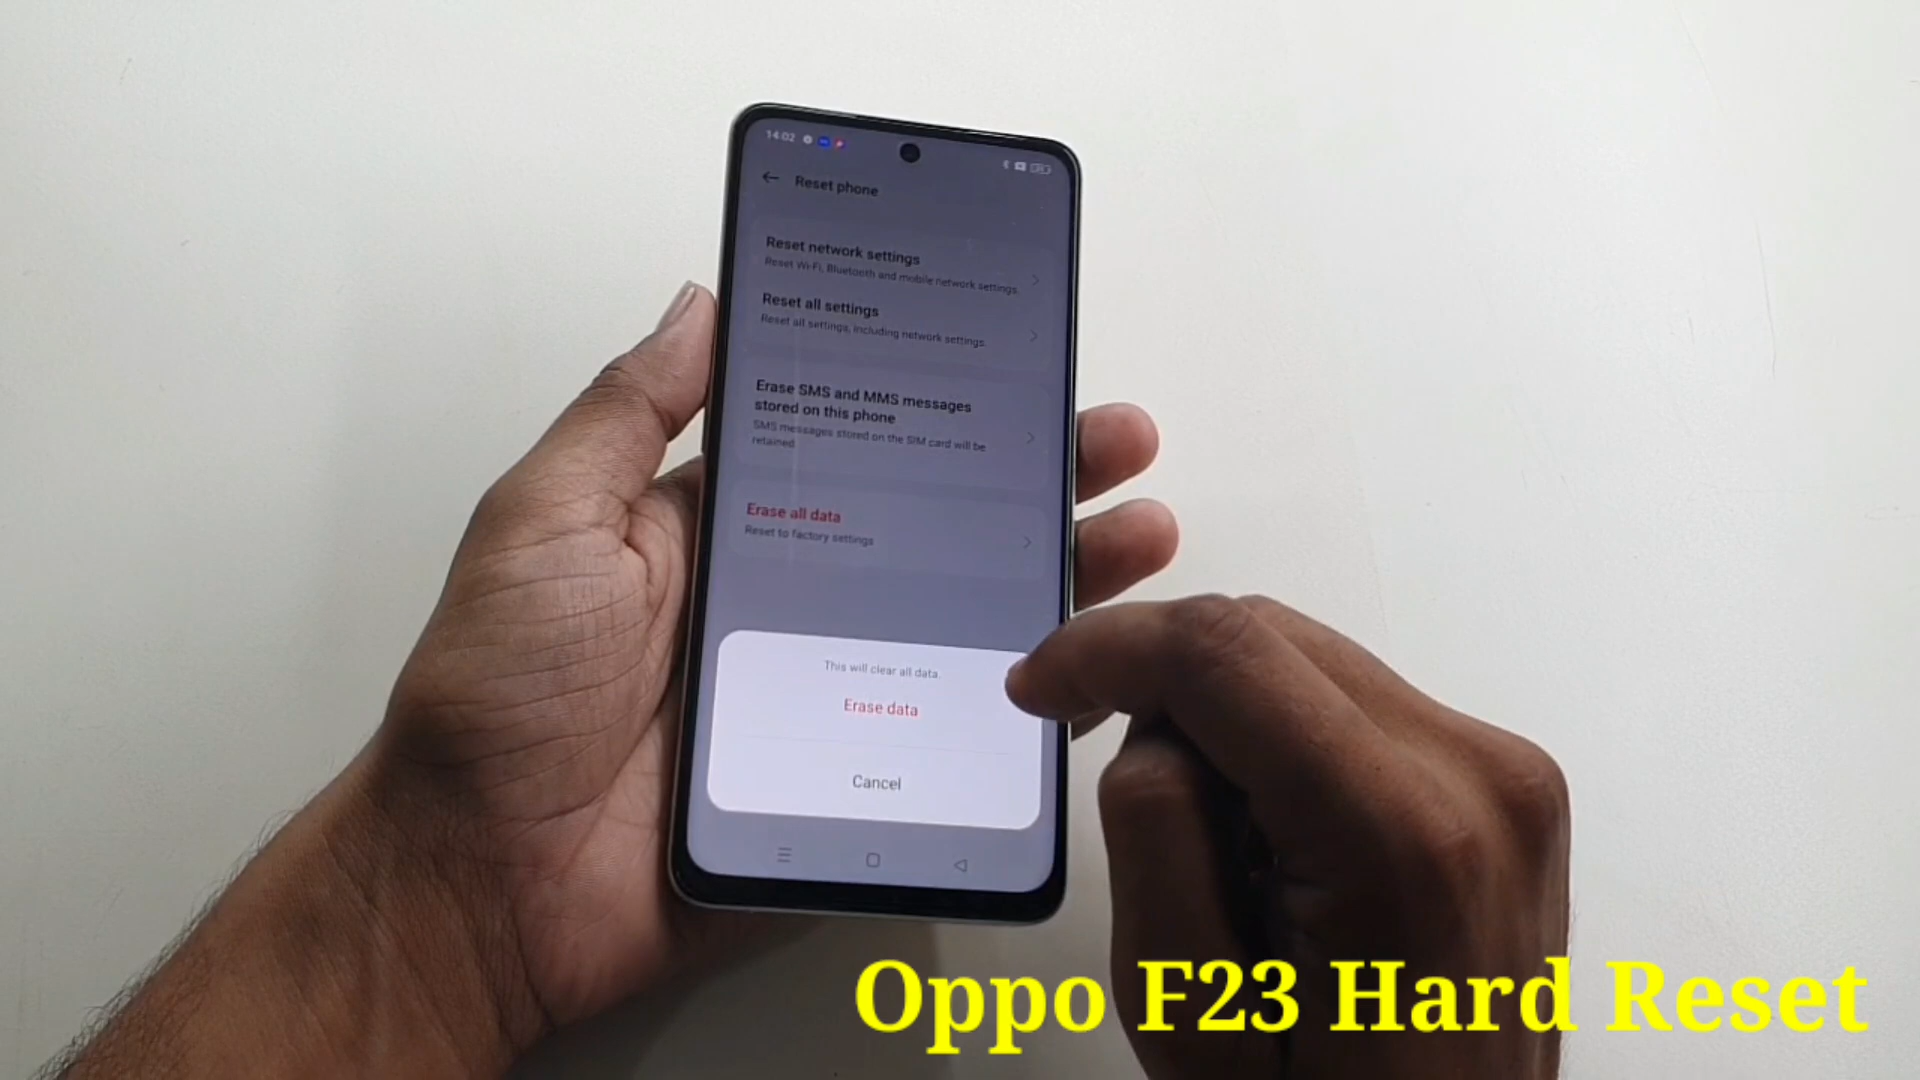 14:02
Reset phone
Reset network settings
Reset Wi-Fi, Bluetooth and mobile network settings.
Reset all settings
Reset all settings, including network settings.
Erase SMS and MMS messages
stored on this phone
SMS messages stored on the SIM card will be
retained
Erase all data
Reset to factory settings
This will clear all data.
Erase data
Cancel
Oppo F23 Hard Reset